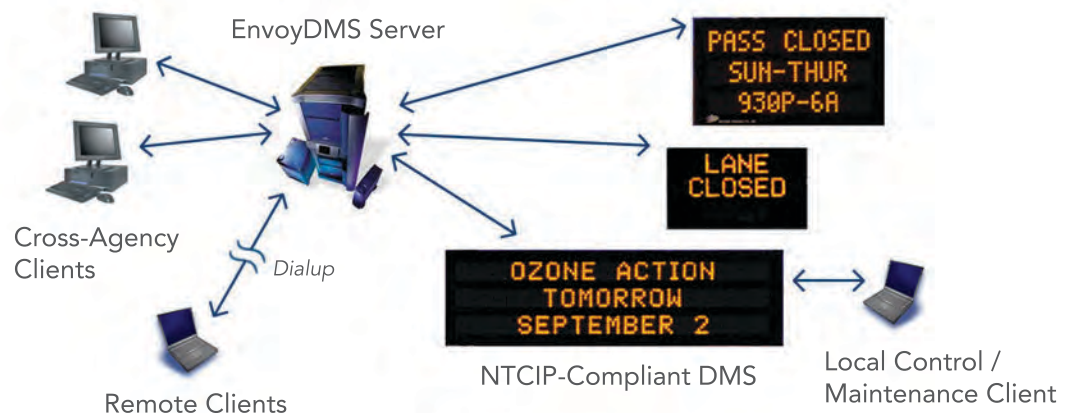 EnvoyDMS Server
PASS CLOSED
SUN-THUR
930P-6A
LANE
CLOSED
Cross-Agency
Clients
Dialup
OZONE ACTION
TOMORROW
SEPTEMBER 2
NTCIP-Compliant DMS
Local Control /
Maintenance Client
Remote Clients